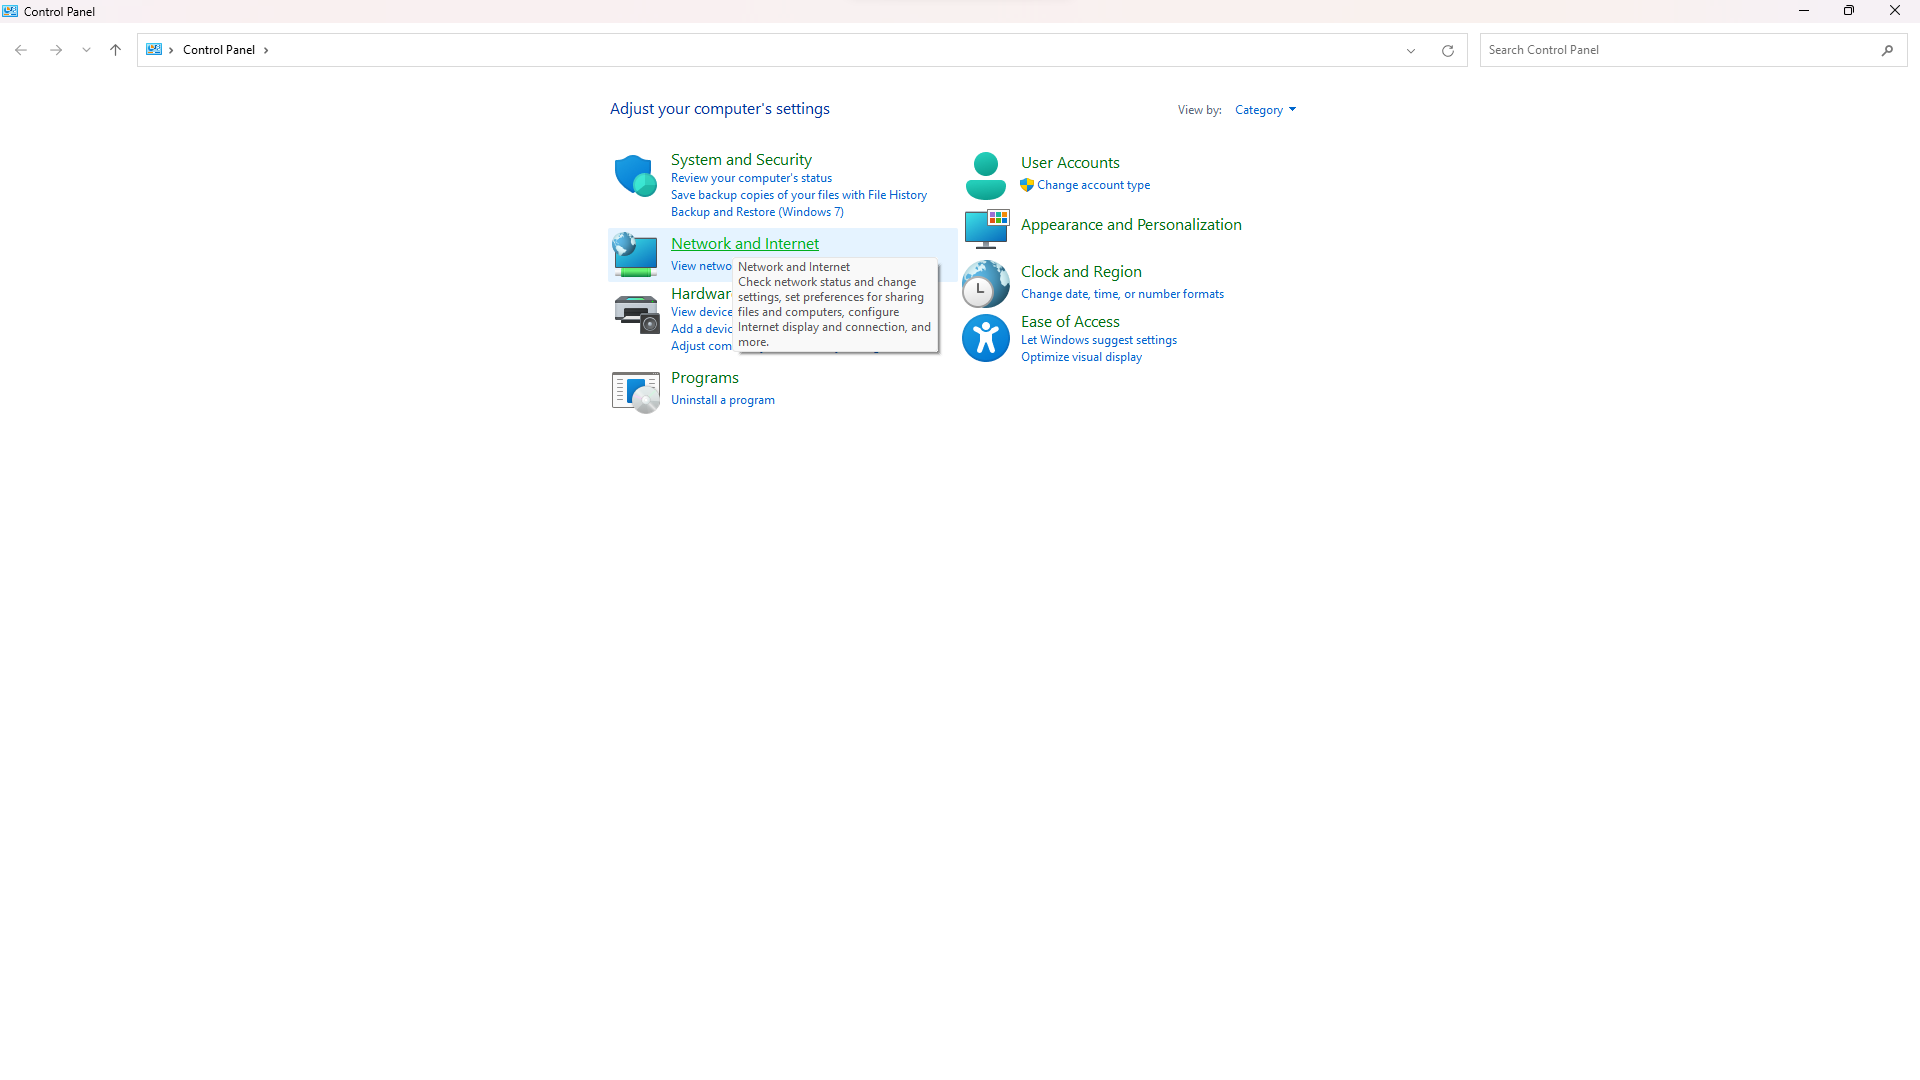 Control Panel
Control Panel
Search Control Panel
Adjust your computer's settings
View by: Category
System and Security
Review your computer's status
Save backup copies of your files with File History
Backup and Restore (Windows 7)
Network and Internet
View netwo
Network and Internet
Check network status and change
settings, set preferences for sharing
files and computers, configure
Internet display and connection, and
more.
Hardwar
View device
Add a devic
Adjust com
Programs
Uninstall a program
User Accounts
Change account type
Appearance and Personalization
Clock and Region
Change date, time, or number formats
Ease of Access
Let Windows suggest settings
Optimize visual display